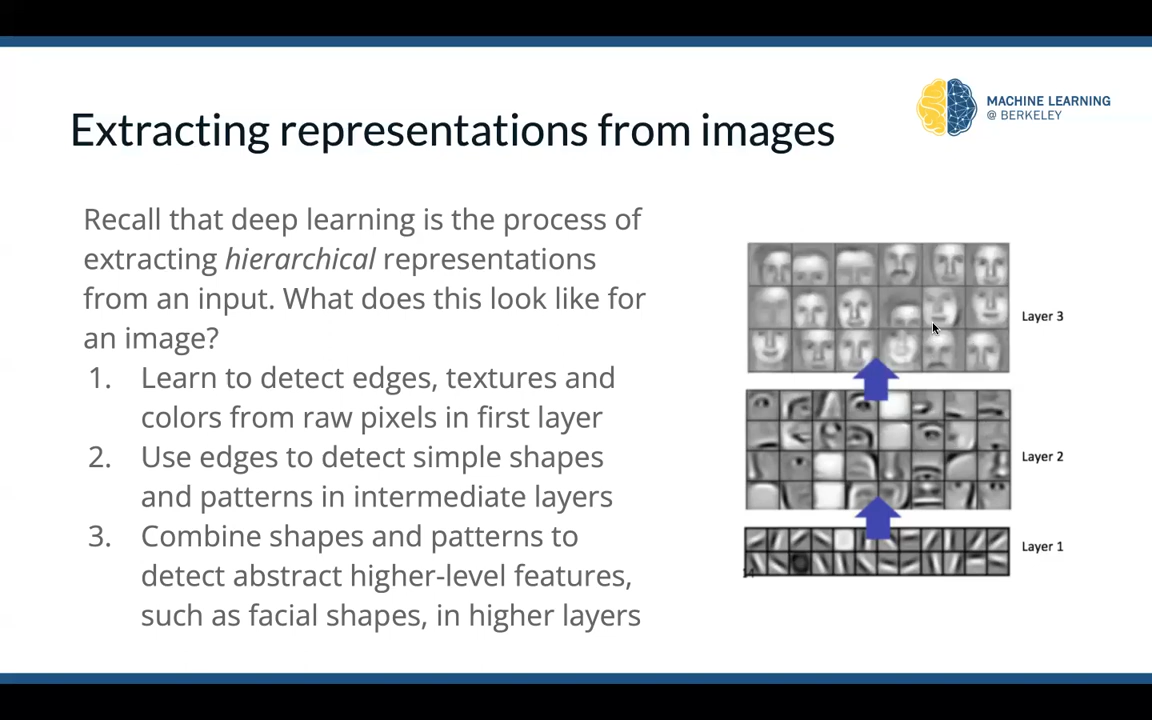 MACHINE LEARNING
@ BERKELEY
Extracting representations from images
Recall that deep learning is the process of
extracting hierarchical representations
from an input. What does this look like for
an image?
1. Learn to detect edges, textures and
colors from raw pixels in first layer
2. Use edges to detect simple shapes
and patterns in intermediate layers
3. Combine shapes and patterns to
detect abstract higher-level features,
such as facial shapes, in higher layers
Layer 3
Layer 2
Layer 1